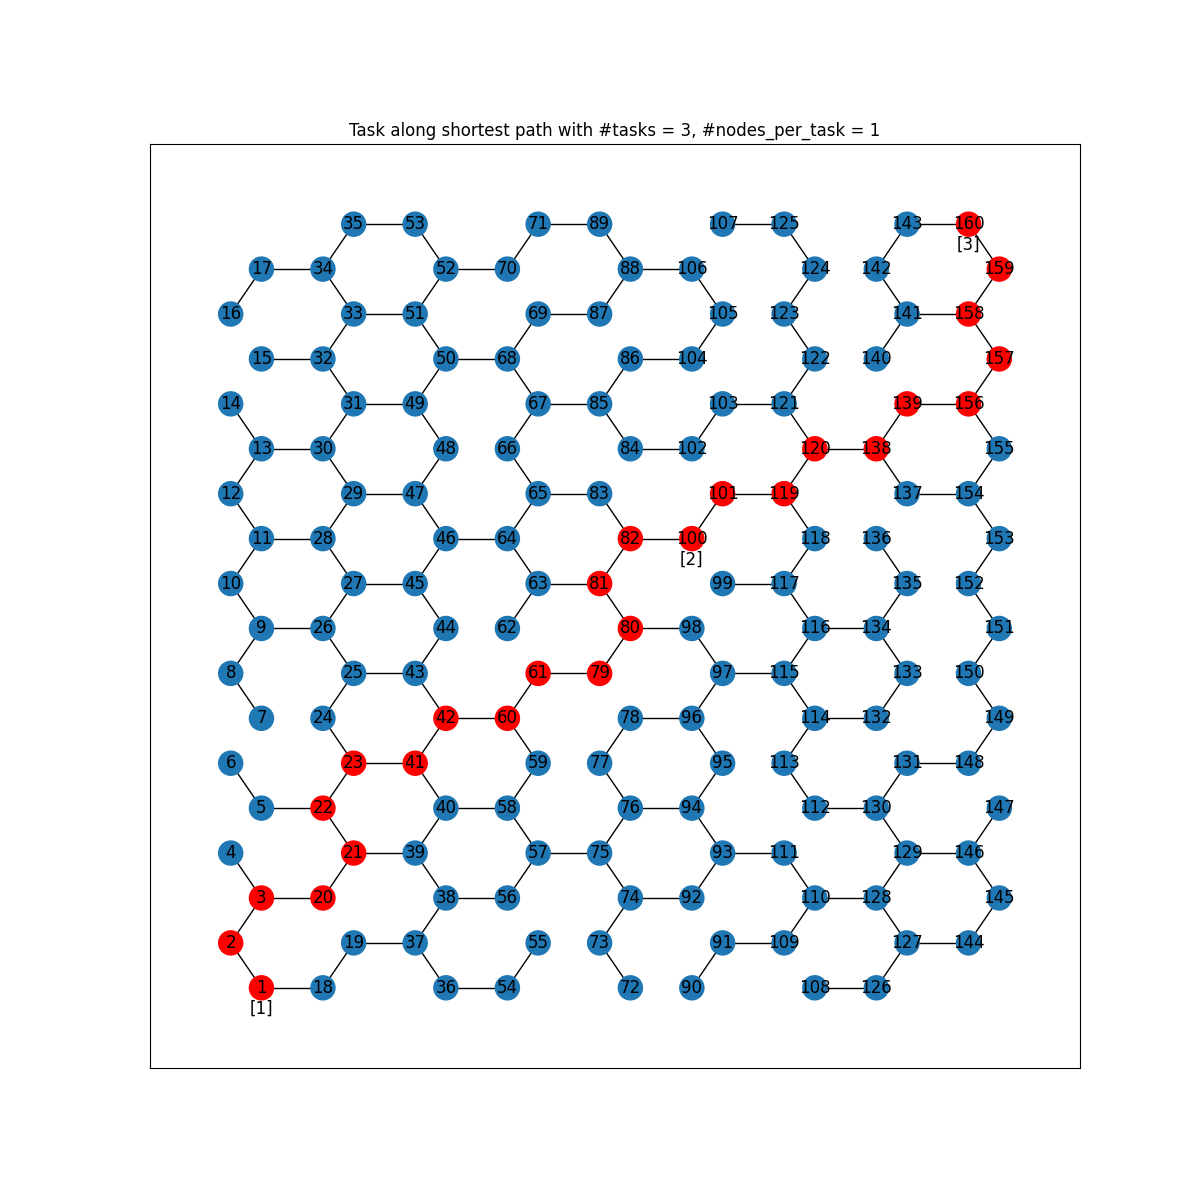 Task along shortest path with #tasks = 3, #nodes_per_task = 1
35 53 71 89 107 125 143 160
[3]
17 34 52 70 88 106 124 142 159
16 33 51 69 87 105 123 141 158
15 32 50 68 86 104 122 140 157
14 31 49 67 85 103 121 139 156
13 30 48 66 84 102 120 138 155
12 29 47 65 83 101 119 137 154
11 28 46 64 82 100 118 136 153
[2]
10 27 45 63 81 99 117 135 152
9 26 44 62 80 98 116 134 151
8 25 43 61 79 97 115 133 150
7 24 42 60 78 96 114 132 149
6 23 41 59 77 95 113 131 148
5 22 40 58 76 94 112 130 147
4 21 39 57 75 93 111 129 146
3 20 38 56 74 92 110 128 145
2 19 37 55 73 91 109 127 144
1 18 36 54 72 90 108 126
[1]